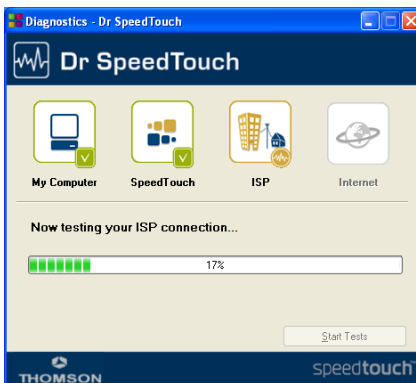 Diagnostics - Dr SpeedTouch
Dr SpeedTouch
My Computer SpeedTouch ISP Internet
Now testing your ISP connection...
17%
Start Tests
THOMSON speedtouch™